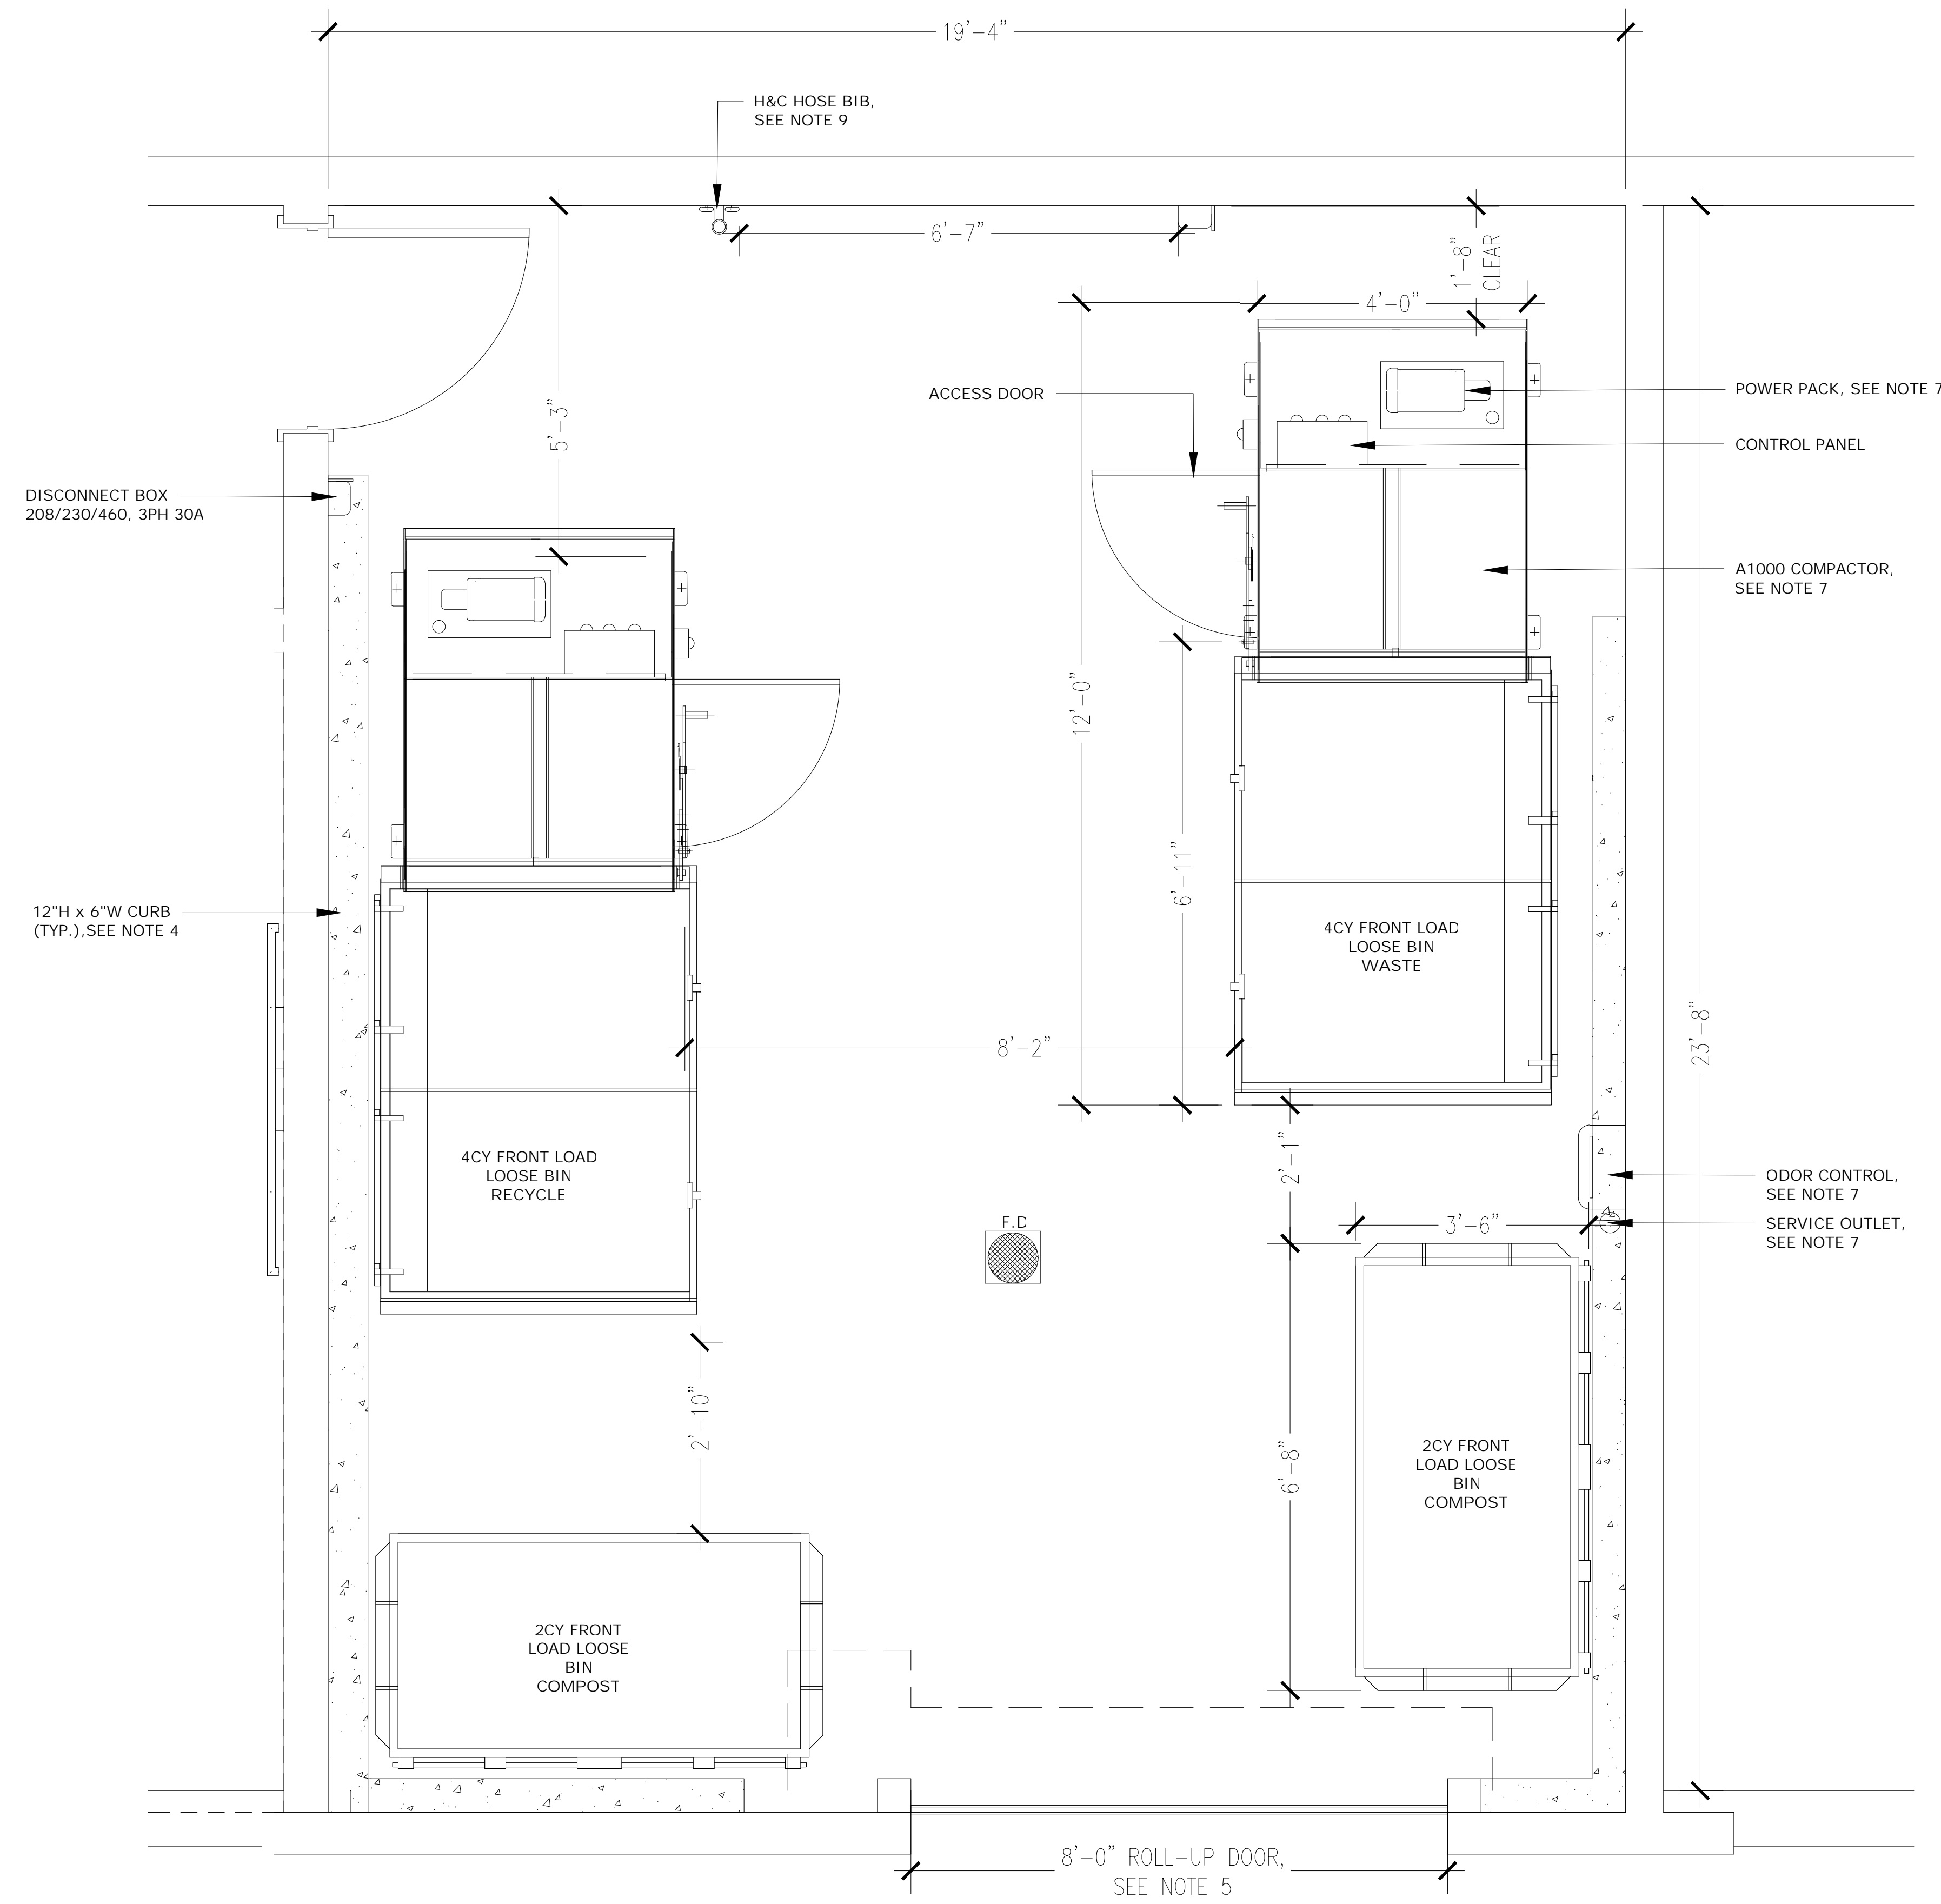 19'-4"
H&C HOSE BIB,
SEE NOTE 9
6'-7"
1'-8"
CLEAR
4'-0"
5'-3"
ACCESS DOOR
POWER PACK, SEE NOTE 7
CONTROL PANEL
DISCONNECT BOX
208/230/460, 3PH 30A
A1000 COMPACTOR,
SEE NOTE 7
12'-0"
6'-11"
12"H x 6"W CURB
(TYP.),SEE NOTE 4
4CY FRONT LOAD
LOOSE BIN
WASTE
8'-2"
23'-8"
4CY FRONT LOAD
LOOSE BIN
RECYCLE
2'-1"
ODOR CONTROL,
SEE NOTE 7
F.D
3'-6"
SERVICE OUTLET,
SEE NOTE 7
2'-10"
6'-8"
2CY FRONT
LOAD LOOSE
BIN
COMPOST
2CY FRONT
LOAD LOOSE
BIN
COMPOST
8'-0" ROLL-UP DOOR,
SEE NOTE 5